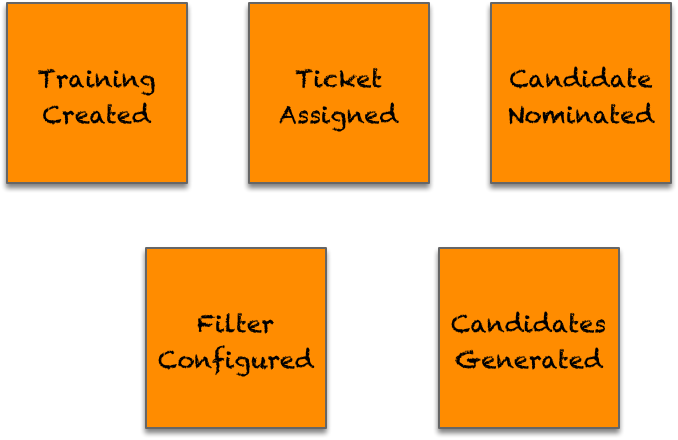 Training
Created
Ticket
Assigned
Candidate
Nominated
Filter
Configured
Candidates
Generated